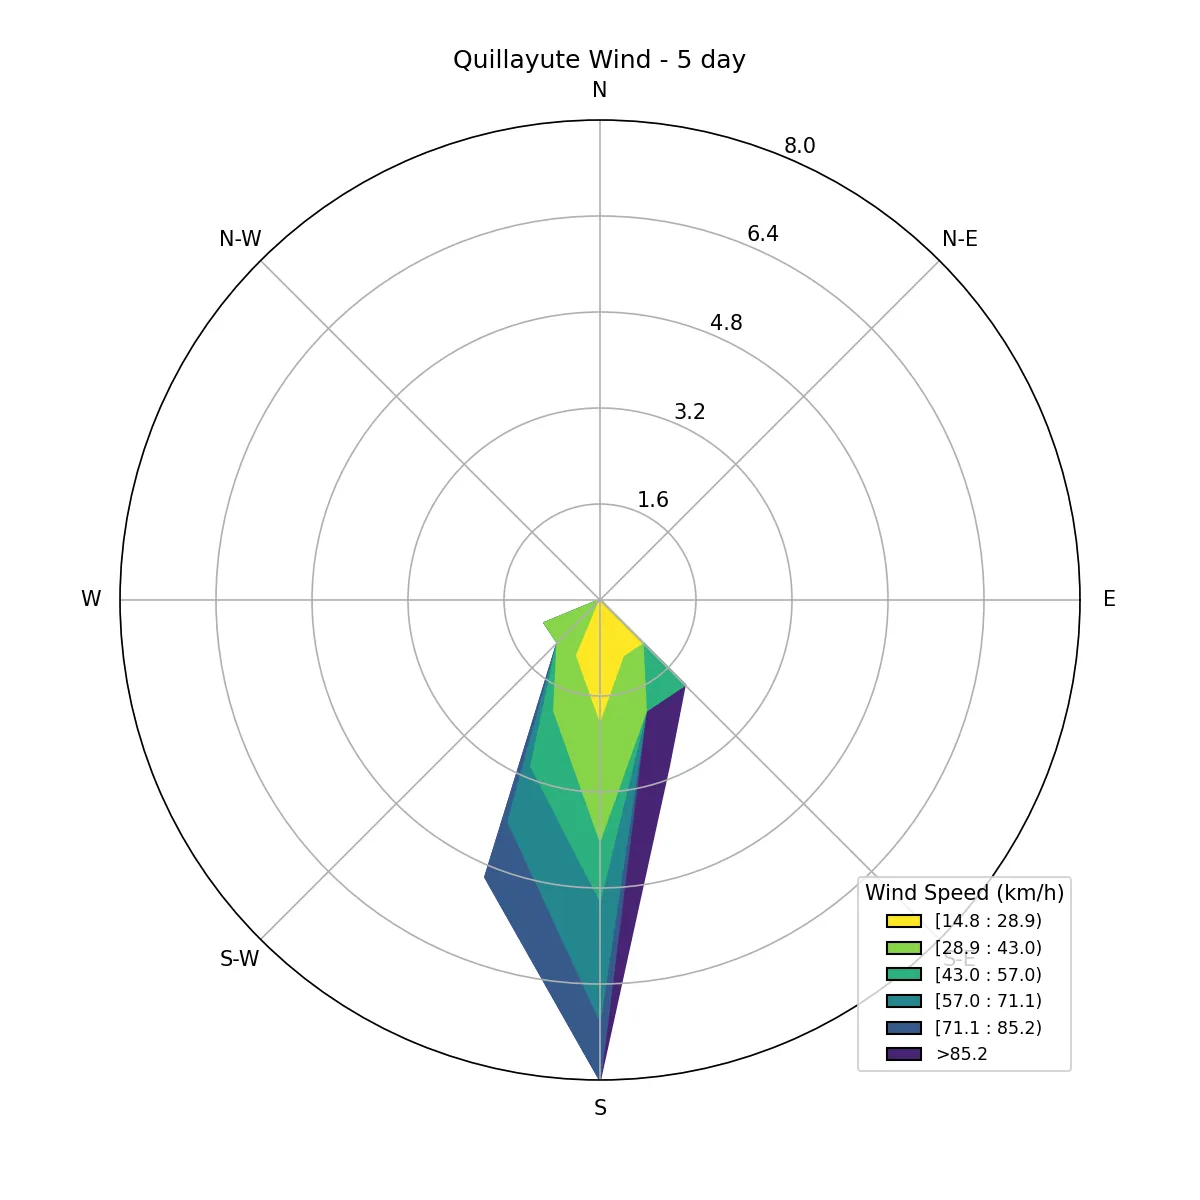 Quillayute Wind - 5 day
N
8.0
N-W
N-E
6.4
4.8
3.2
1.6
W
E
S-W
S-E
Wind Speed (km/h)
[14.8 : 28.9)
[28.9 : 43.0)
[43.0 : 57.0)
[57.0 : 71.1)
[71.1 : 85.2)
>85.2
S